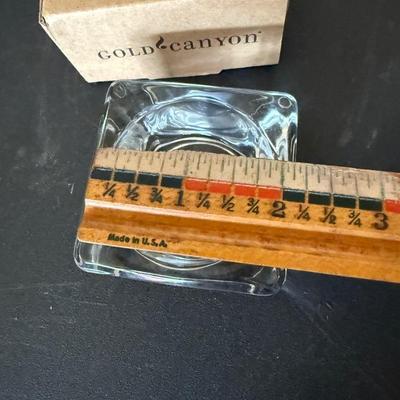 GOLD canyon®
¼ ½ ¾ 1 ¼ ½ ¾ 2 ¼ ½ ¾ 3
Made in U.S.A.